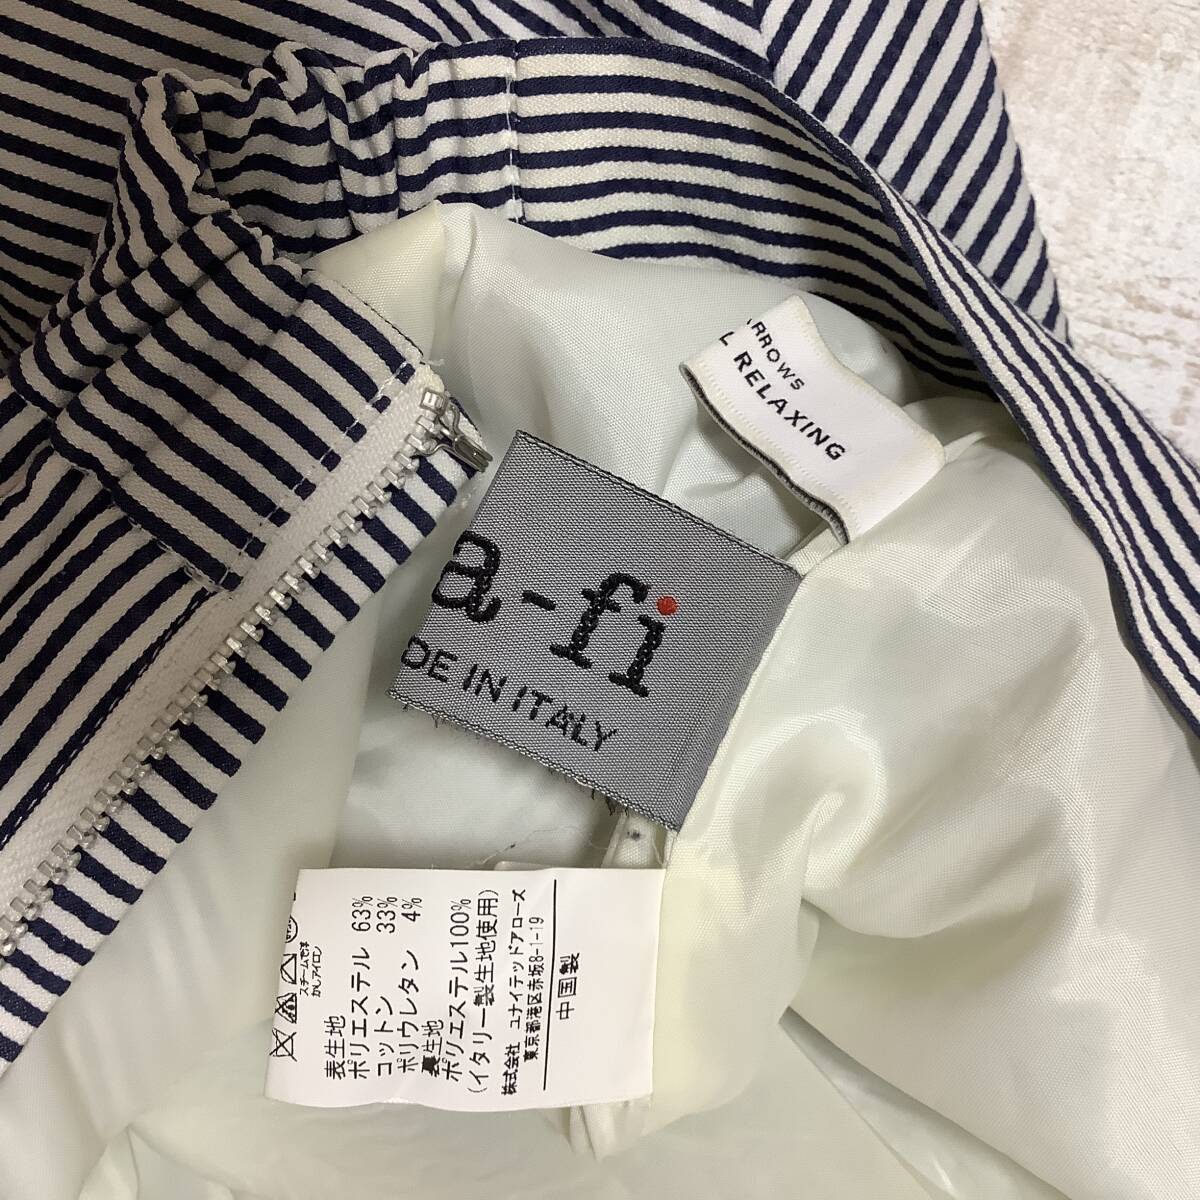 ARROWS
L RELAXING
a-fi
DE IN ITALY
スチームで浮
かしアイロン
表生地
ポリエステル 63%
コットン 33%
ポリウレタン 4%
裏生地
ポリエステル100%
(イタリー製生地使用)
株式会社 ユナイテッドアローズ
東京都港区赤坂8-1-19
中国製